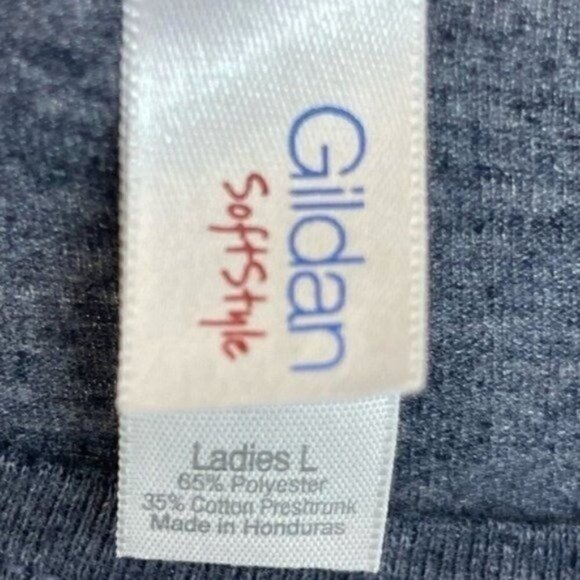 Gildan
SoftStyle
Ladies L
65% Polyester
35% Cotton Preshrunk
Made in Honduras